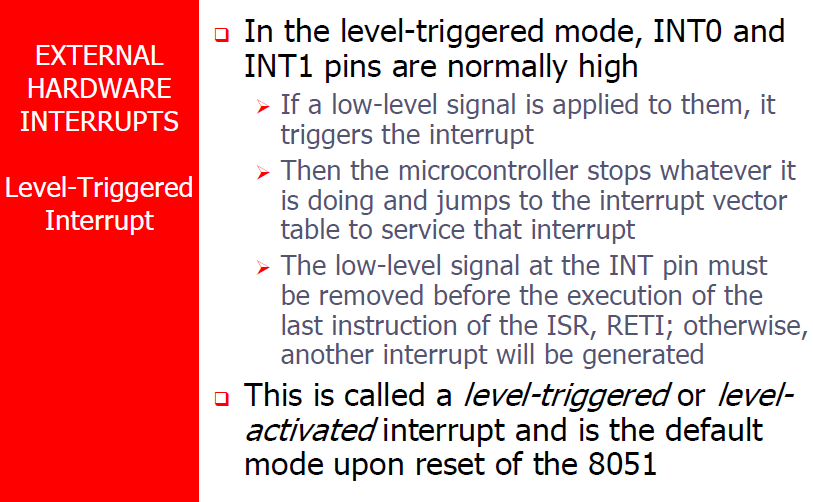 EXTERNAL
HARDWARE
INTERRUPTS
Level-Triggered
Interrupt
In the level-triggered mode, INT0 and
INT1 pins are normally high
If a low-level signal is applied to them, it
triggers the interrupt
Then the microcontroller stops whatever it
is doing and jumps to the interrupt vector
table to service that interrupt
The low-level signal at the INT pin must
be removed before the execution of the
last instruction of the ISR, RETI; otherwise,
another interrupt will be generated
This is called a level-triggered or level-
activated interrupt and is the default
mode upon reset of the 8051